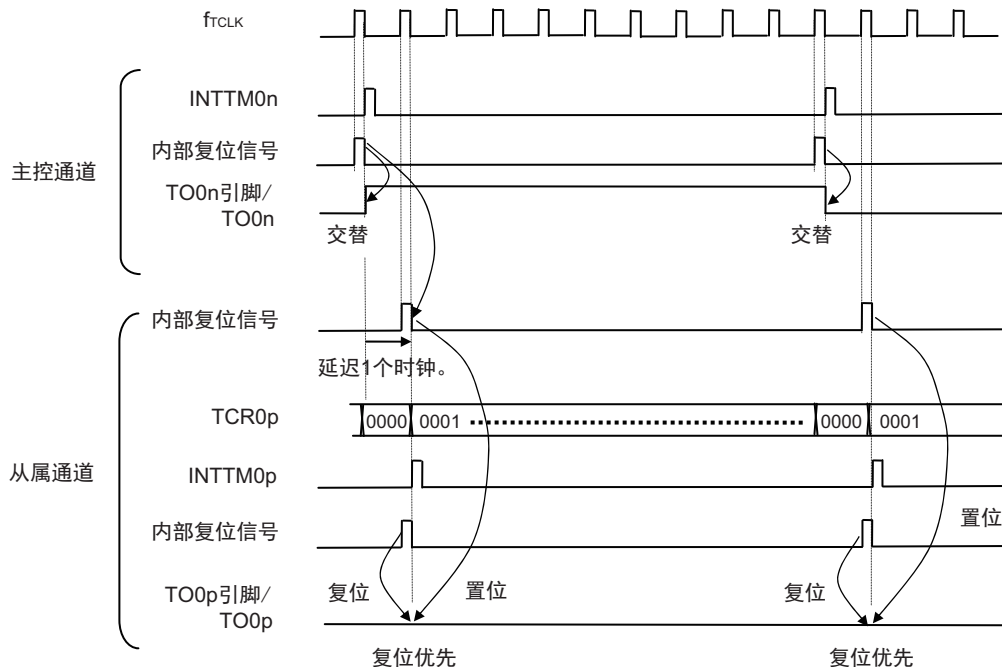 fTCLK
主控通道
INTTM0n
内部复位信号
TO0n引脚/
TO0n
交替
交替
从属通道
内部复位信号
延迟1个时钟。
TCR0p
0000
0001
0000
0001
INTTM0p
内部复位信号
置位
复位
置位
复位
TO0p引脚/
TO0p
复位优先
复位优先